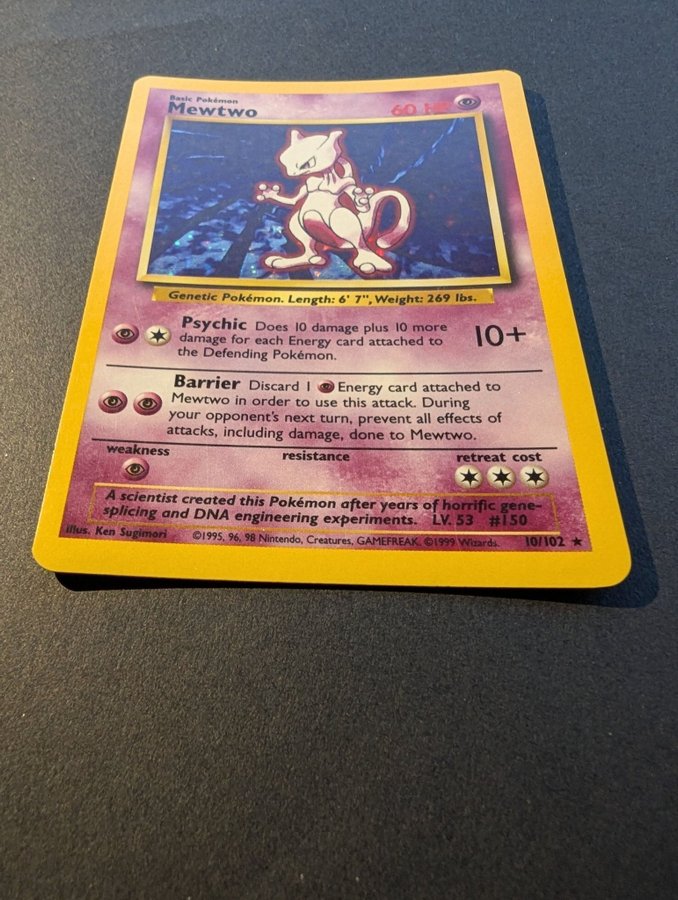 Basic Pokémon
Mewtwo 60 HP
Genetic Pokémon. Length: 6' 7", Weight: 269 lbs.
Psychic Does 10 damage plus 10 more
damage for each Energy card attached to
the Defending Pokémon.
10+
Barrier Discard 1 Energy card attached to
Mewtwo in order to use this attack. During
your opponent's next turn, prevent all effects of
attacks, including damage, done to Mewtwo.
weakness resistance retreat cost
A scientist created this Pokémon after years of horrific gene-
splicing and DNA engineering experiments. LV. 53 #150
Illus. Ken Sugimori ©1995, 96, 98 Nintendo, Creatures, GAMEFREAK. ©1999 Wizards. 10/102 ★